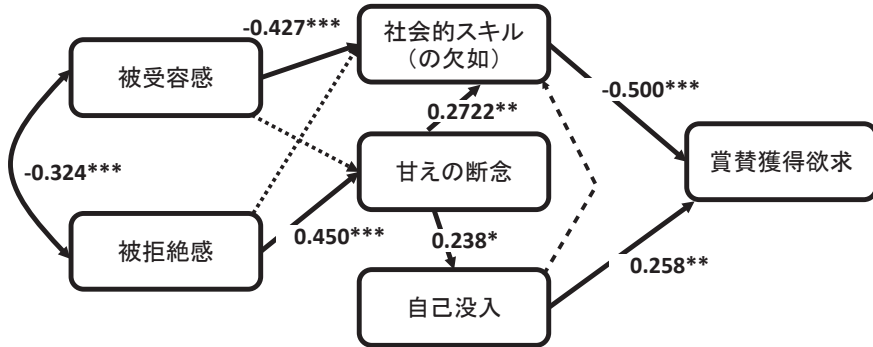 -0.427***
社会的スキル
（の欠如）
被受容感
-0.500***
0.2722**
-0.324***
甘えの断念
賞賛獲得欲求
被拒絶感
0.450***
0.238*
0.258**
自己没入